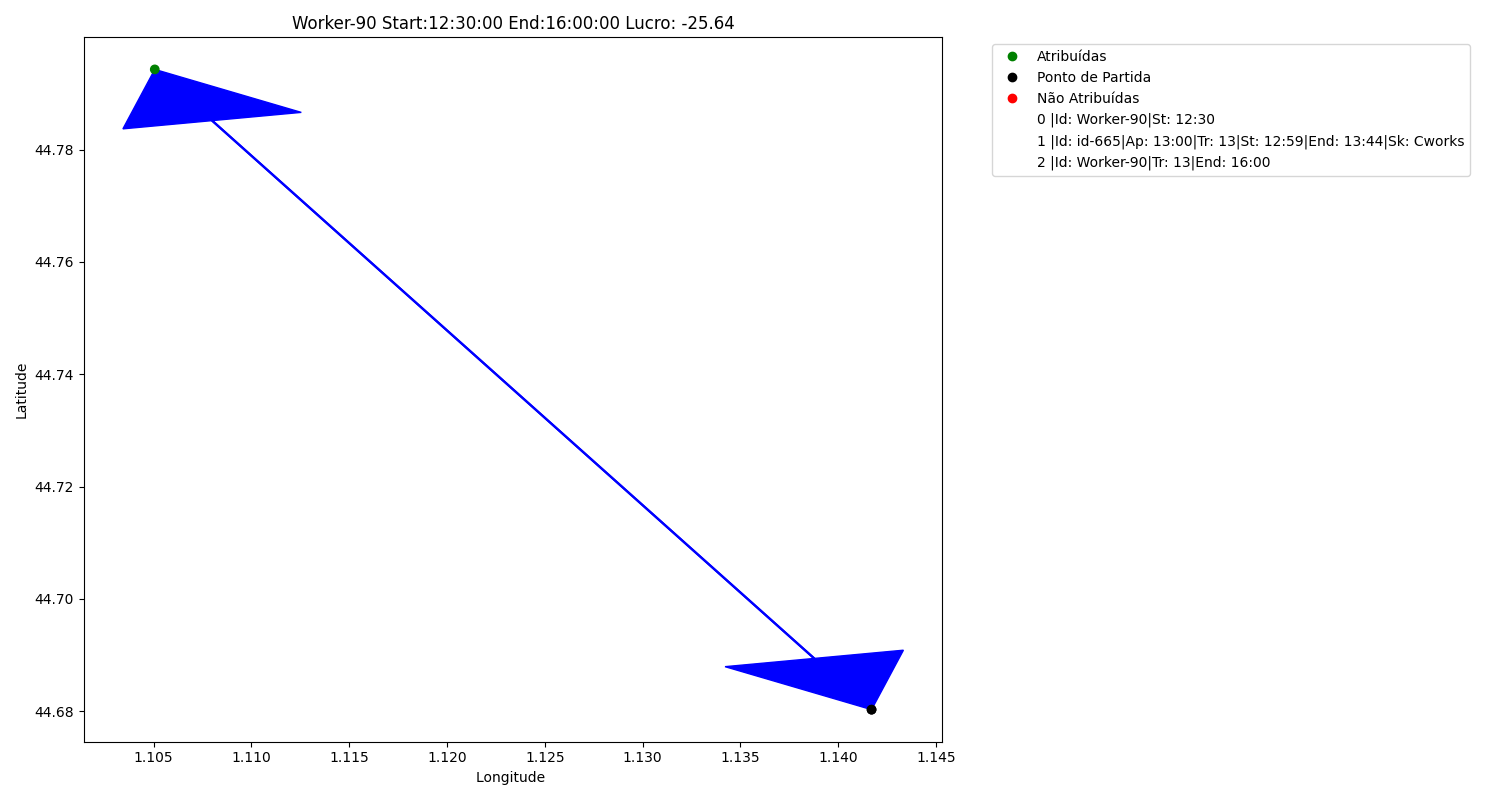 Worker-90 Start:12:30:00 End:16:00:00 Lucro: -25.64
Atribuídas
Ponto de Partida
Não Atribuídas
0 |Id: Worker-90|St: 12:30
1 |Id: id-665|Ap: 13:00|Tr: 13|St: 12:59|End: 13:44|Sk: Cworks
2 |Id: Worker-90|Tr: 13|End: 16:00
Latitude
44.78
44.76
44.74
44.72
44.70
44.68
1.105 1.110 1.115 1.120 1.125 1.130 1.135 1.140 1.145
Longitude